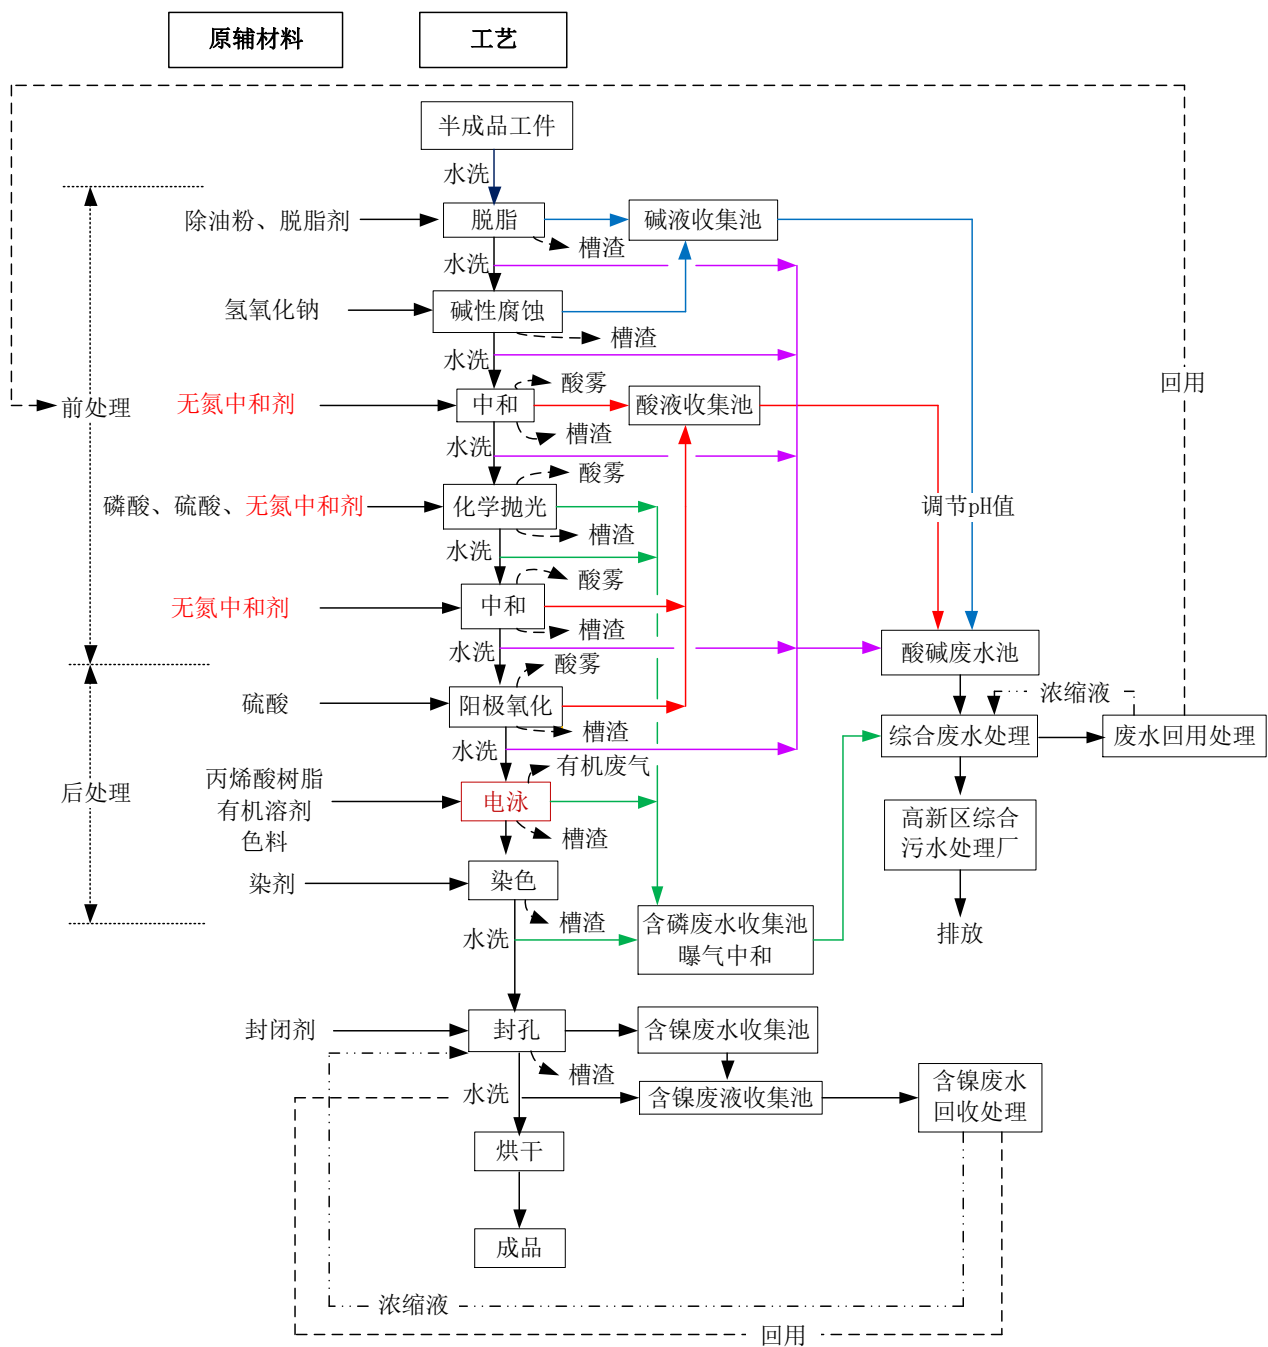 原辅材料
工艺
半成品工件
水洗
除油粉、脱脂剂
脱脂
碱液收集池
槽渣
水洗
氢氧化钠
碱性腐蚀
槽渣
水洗
酸雾
回用
前处理
无氮中和剂
中和
酸液收集池
槽渣
水洗
酸雾
磷酸、硫酸、无氮中和剂
化学抛光
调节pH值
槽渣
水洗
酸雾
无氮中和剂
中和
槽渣
水洗
酸碱废水池
酸雾
浓缩液
硫酸
阳极氧化
槽渣
综合废水处理
废水回用处理
水洗
有机废气
后处理
丙烯酸树脂
有机溶剂
色料
电泳
槽渣
高新区综合
污水处理厂
染剂
染色
槽渣
水洗
含磷废水收集池
曝气中和
排放
封闭剂
封孔
含镍废水收集池
槽渣
水洗
含镍废液收集池
含镍废水
回收处理
烘干
成品
浓缩液
回用